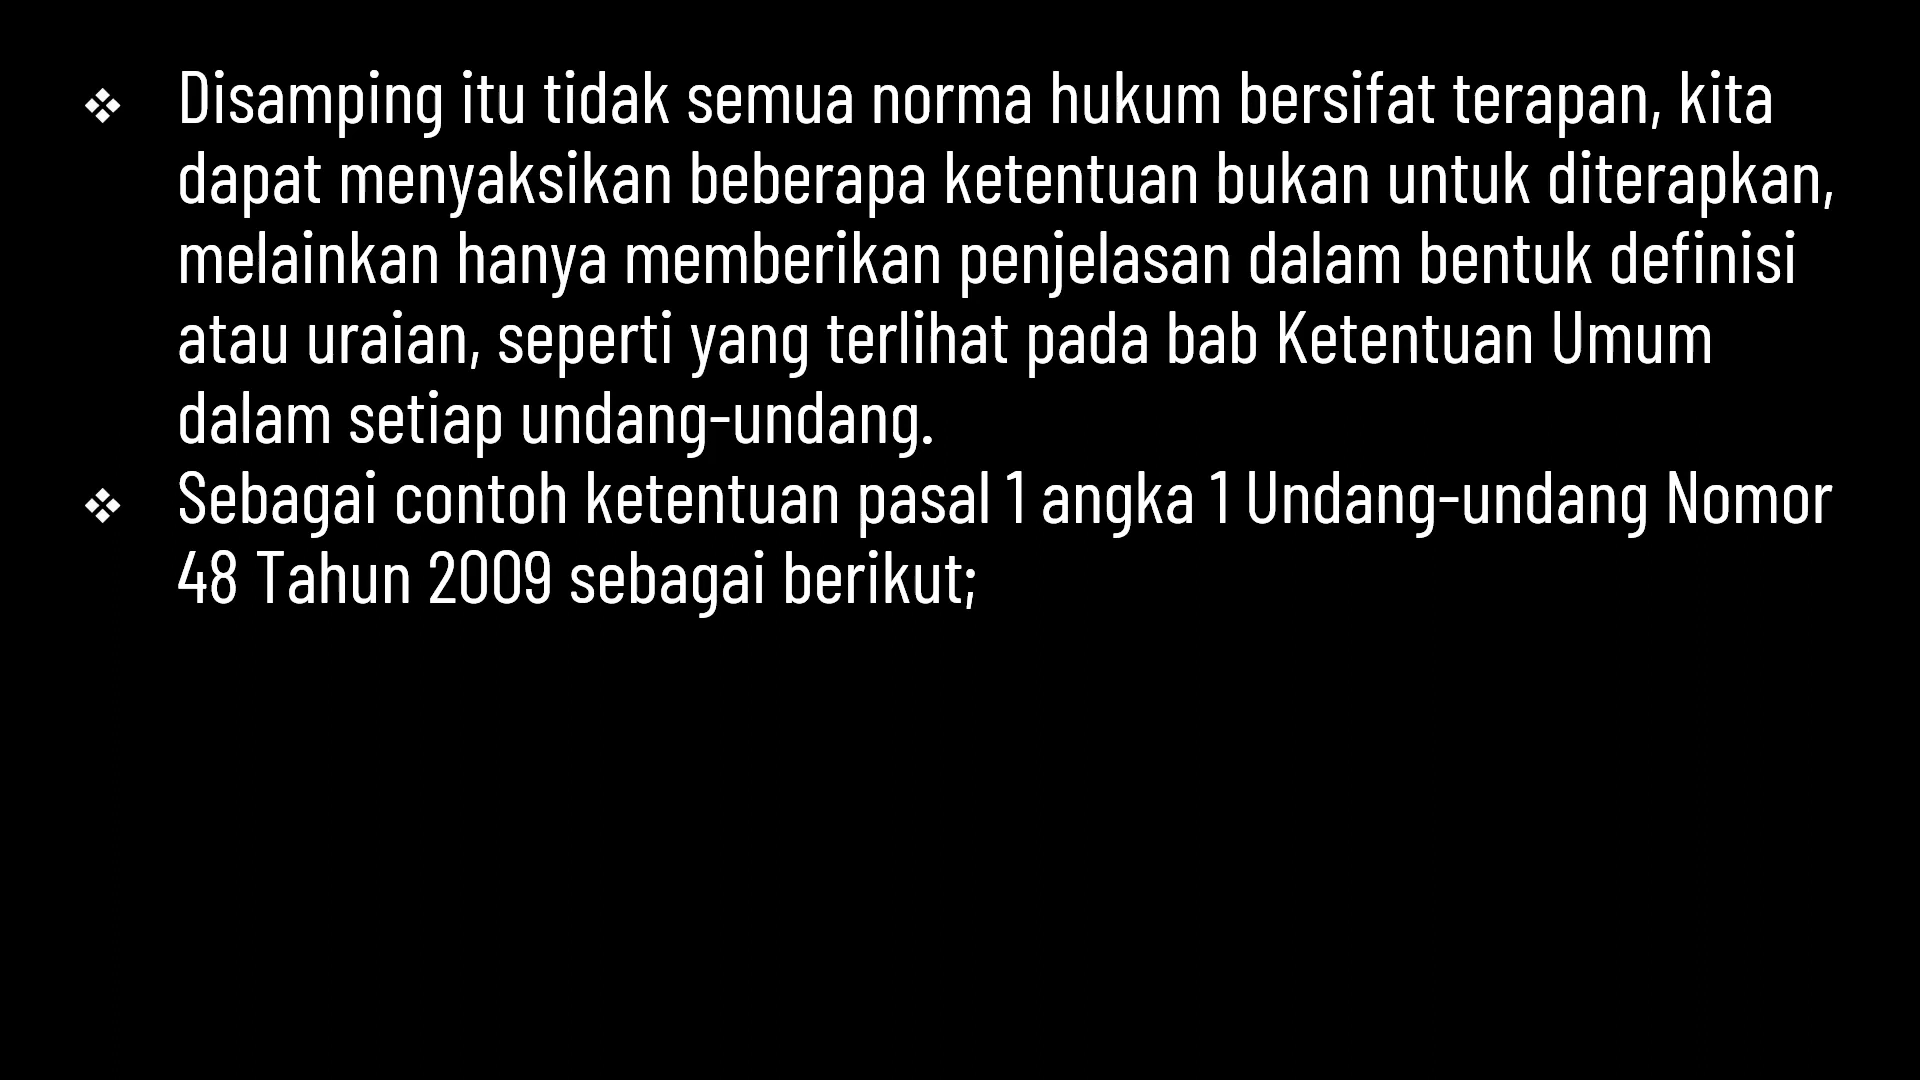 ❖ Disamping itu tidak semua norma hukum bersifat terapan, kita
dapat menyaksikan beberapa ketentuan bukan untuk diterapkan,
melainkan hanya memberikan penjelasan dalam bentuk definisi
atau uraian, seperti yang terlihat pada bab Ketentuan Umum
dalam setiap undang-undang.
❖ Sebagai contoh ketentuan pasal 1 angka 1 Undang-undang Nomor
48 Tahun 2009 sebagai berikut;